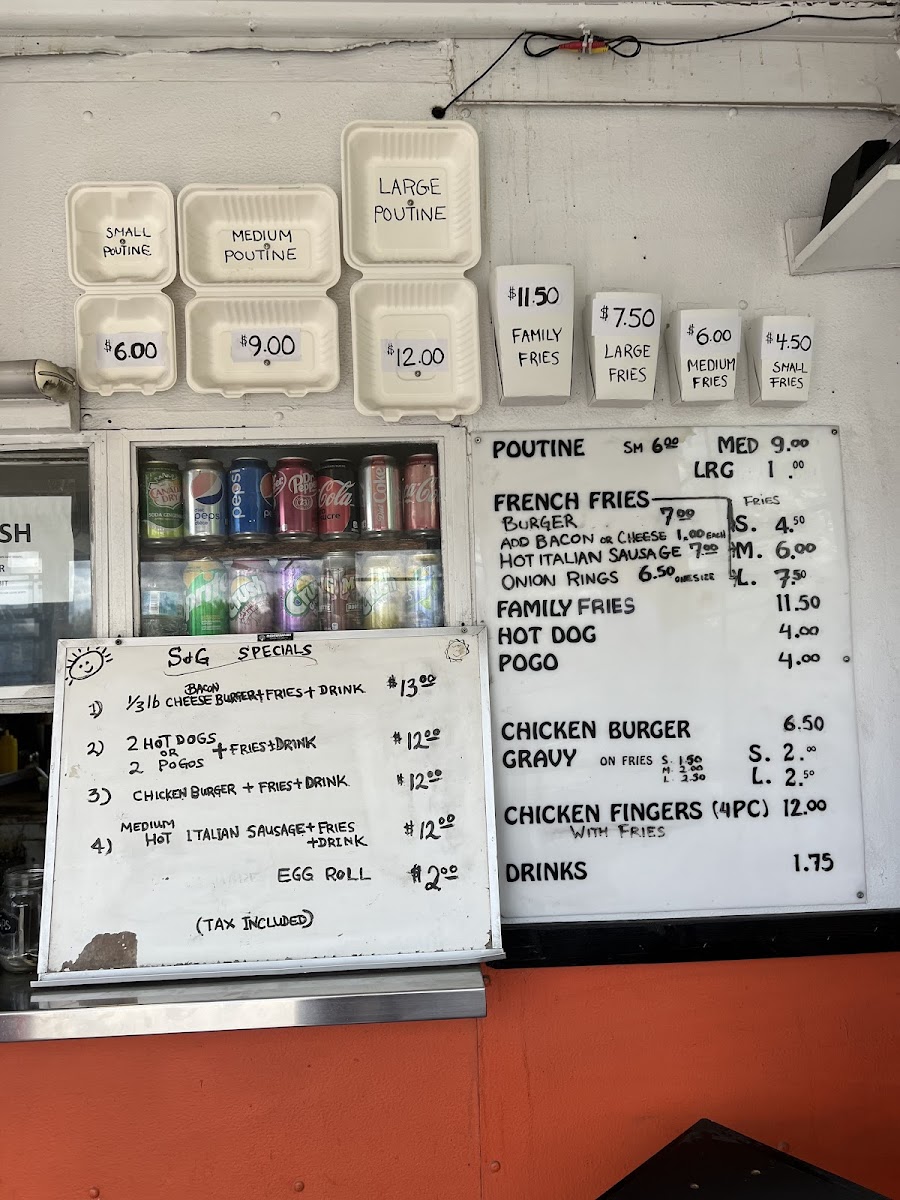 LARGE
POUTINE
SMALL
POUTINE
MEDIUM
POUTINE
$6.00
$9.00
$12.00
$11.50
FAMILY
FRIES
$7.50
LARGE
FRIES
$6.00
MEDIUM
FRIES
$4.50
SMALL
FRIES
POUTINE SM 6.00 MED 9.00
LRG 1 .00
FRENCH FRIES FRIES
BURGER 7.00 S. 4.50
ADD BACON OR CHEESE 1.00 EACH
HOT ITALIAN SAUSAGE 7.00 M. 6.00
ONION RINGS 6.50 ONE SIZE L. 7.50
FAMILY FRIES 11.50
HOT DOG 4.00
POGO 4.00
CHICKEN BURGER 6.50
GRAVY ON FRIES S. 1.50 S. 2.00
M. 2.00
L. 2.50 L. 2.50
CHICKEN FINGERS (4PC) 12.00
WITH FRIES
DRINKS 1.75
CANADA
DRY
pepsi
pepsi
Dr Pepper
Coca-Cola
Coke
Crush
SH
S&G SPECIALS
1) 1/3 lb BACON
CHEESE BURGER + FRIES + DRINK $13.00
2) 2 HOT DOGS
OR + FRIES + DRINK $12.00
2 POGOS
3) CHICKEN BURGER + FRIES + DRINK $12.00
4) MEDIUM
HOT ITALIAN SAUSAGE + FRIES $12.00
+ DRINK
EGG ROLL $2.00
(TAX INCLUDED)